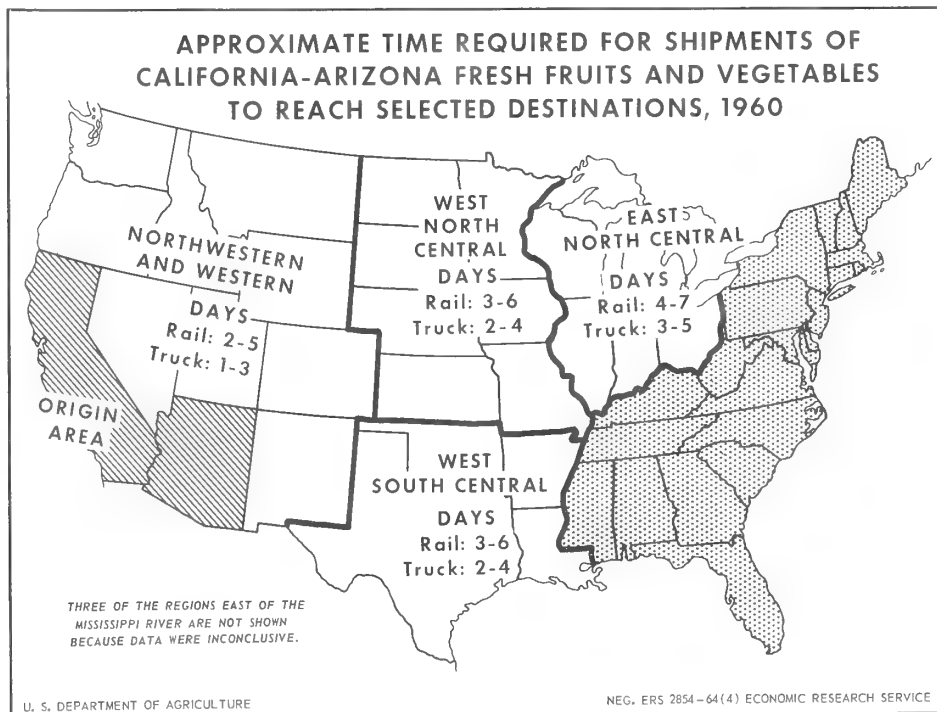 APPROXIMATE TIME REQUIRED FOR SHIPMENTS OF
CALIFORNIA-ARIZONA FRESH FRUITS AND VEGETABLES
TO REACH SELECTED DESTINATIONS, 1960
NORTHWESTERN
AND WESTERN
DAYS
Rail: 2-5
Truck: 1-3
WEST
NORTH
CENTRAL
DAYS
Rail: 3-6
Truck: 2-4
EAST
NORTH CENTRAL
DAYS
Rail: 4-7
Truck: 3-5
ORIGIN
AREA
WEST
SOUTH CENTRAL
DAYS
Rail: 3-6
Truck: 2-4
THREE OF THE REGIONS EAST OF THE
MISSISSIPPI RIVER ARE NOT SHOWN
BECAUSE DATA WERE INCONCLUSIVE.
U. S. DEPARTMENT OF AGRICULTURE
NEG. ERS 2854-64(4) ECONOMIC RESEARCH SERVICE